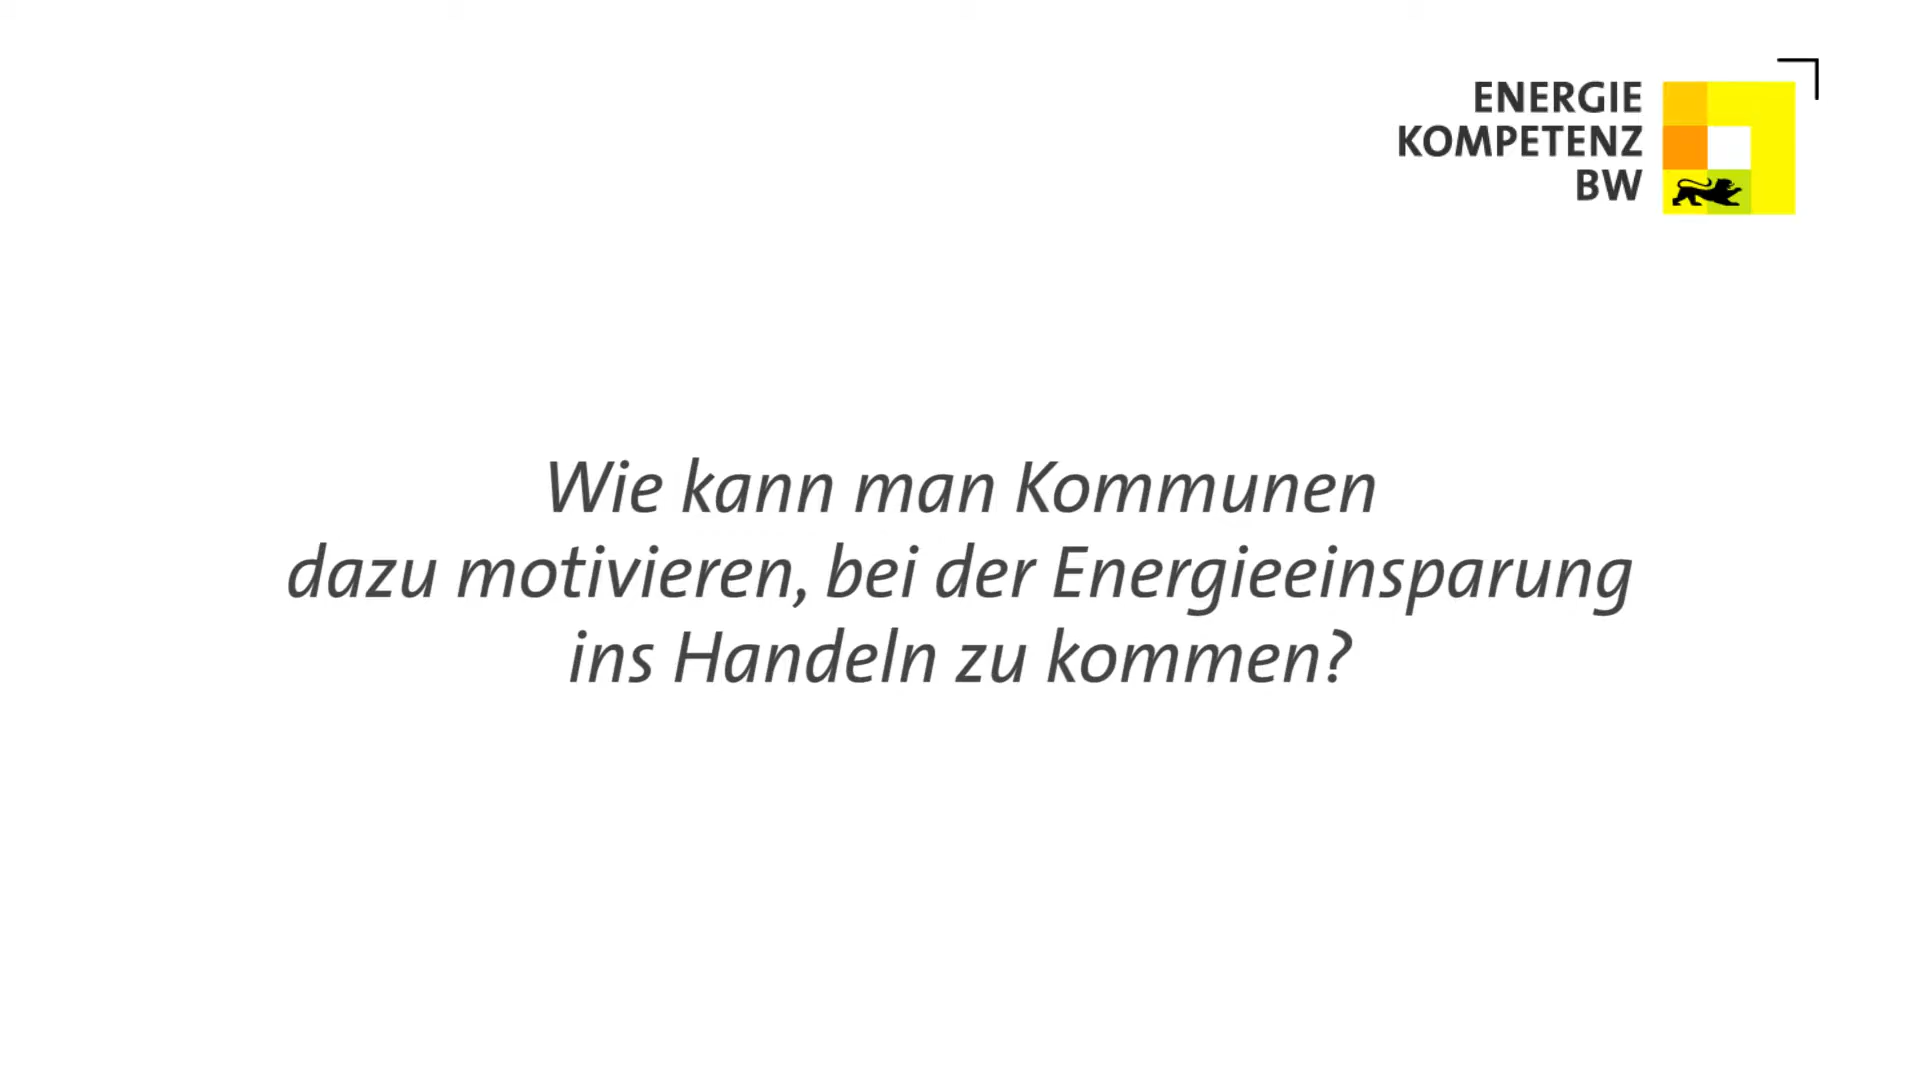 ENERGIE
KOMPETENZ
BW
Wie kann man Kommunen
dazu motivieren, bei der Energieeinsparung
ins Handeln zu kommen?